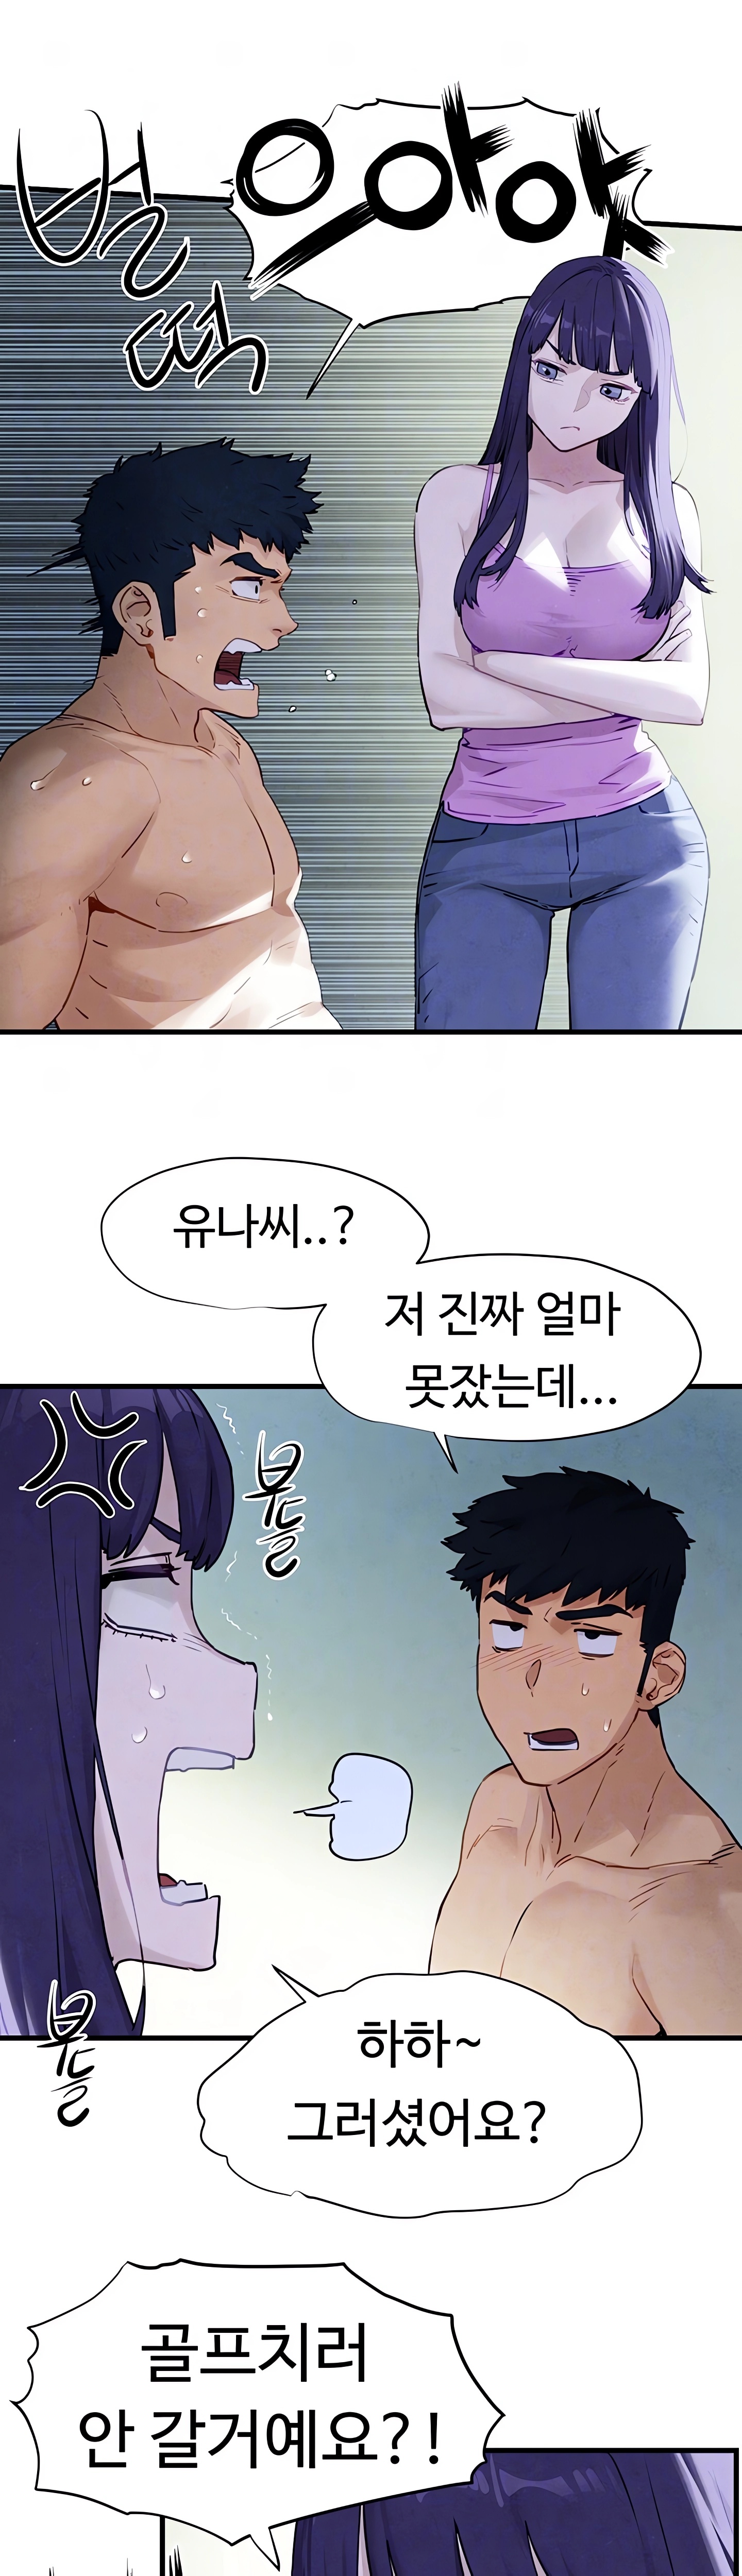 으아아
벌
떡
유나씨..?
저 진짜 얼마
못잤는데...
부들
하하~
그러셨어요?
부들
골프치러
안 갈거예요?!